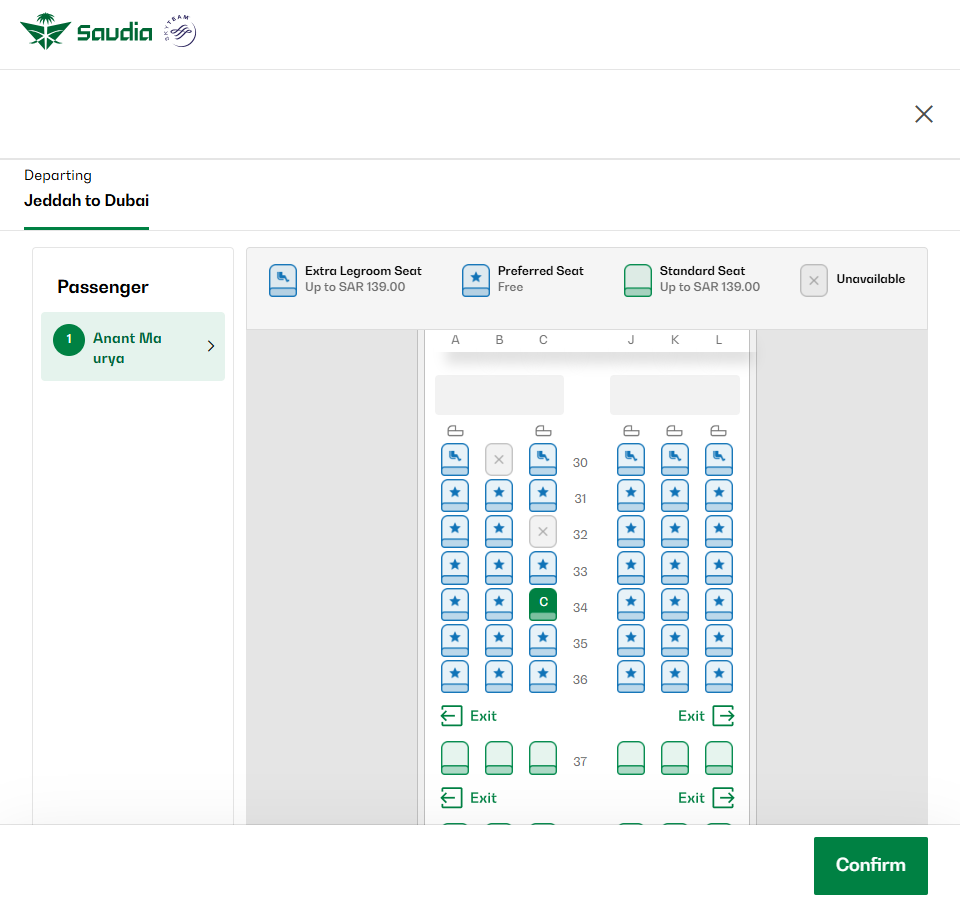 Saudia
SKYTEAM
Departing
Jeddah to Dubai
Passenger
1
Anant Ma
urya
Extra Legroom Seat
Up to SAR 139.00
Preferred Seat
Free
Standard Seat
Up to SAR 139.00
Unavailable
A B C J K L
30
31
32
33
C 34
35
36
Exit Exit
37
Exit Exit
Confirm